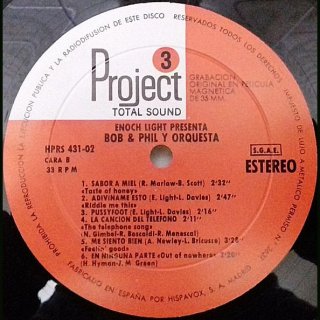 RESERVADOS TODOS LOS DERECHOS
EJECUCION PUBLICA Y LA RADIODIFUSION DE ESTE DISCO
3
Project
TOTAL SOUND
GRABACION
ORIGINAL EN PELICULA
MAGNETICA
DE 35 MM.
ENOCH LIGHT PRESENTA
BOB & PHIL Y ORQUESTA
HPRS 431-02
CARA B
33 RPM
S.G.A.E.
ESTEREO
1. SABOR A MIEL (R. Marlow-B. Scott) 2'32"
«Taste of honey»
2. ADIVINAME ESTO (E. Light-L. Davies) 2'47"
«Riddle me this»
3. PUSSYFOOT (E. Light-L. Davies) 2'16"
4. LA CANCION DEL TELEFONO 2'11"
«The telephone song»
N. Gimbel-R. Boscoli-R. Menescal)
5. ME SIENTO BIEN (A. Newley-L. Bricusse) 2'29"
«Feelin' good»
6. EN NINGUNA PARTE «Out of nowhere» 2'20"
(H. Hyman-J. M. Green)
PROHIBIDA LA
FABRICADO EN ESPAÑA POR HISPAVOX, S. A. MADRID